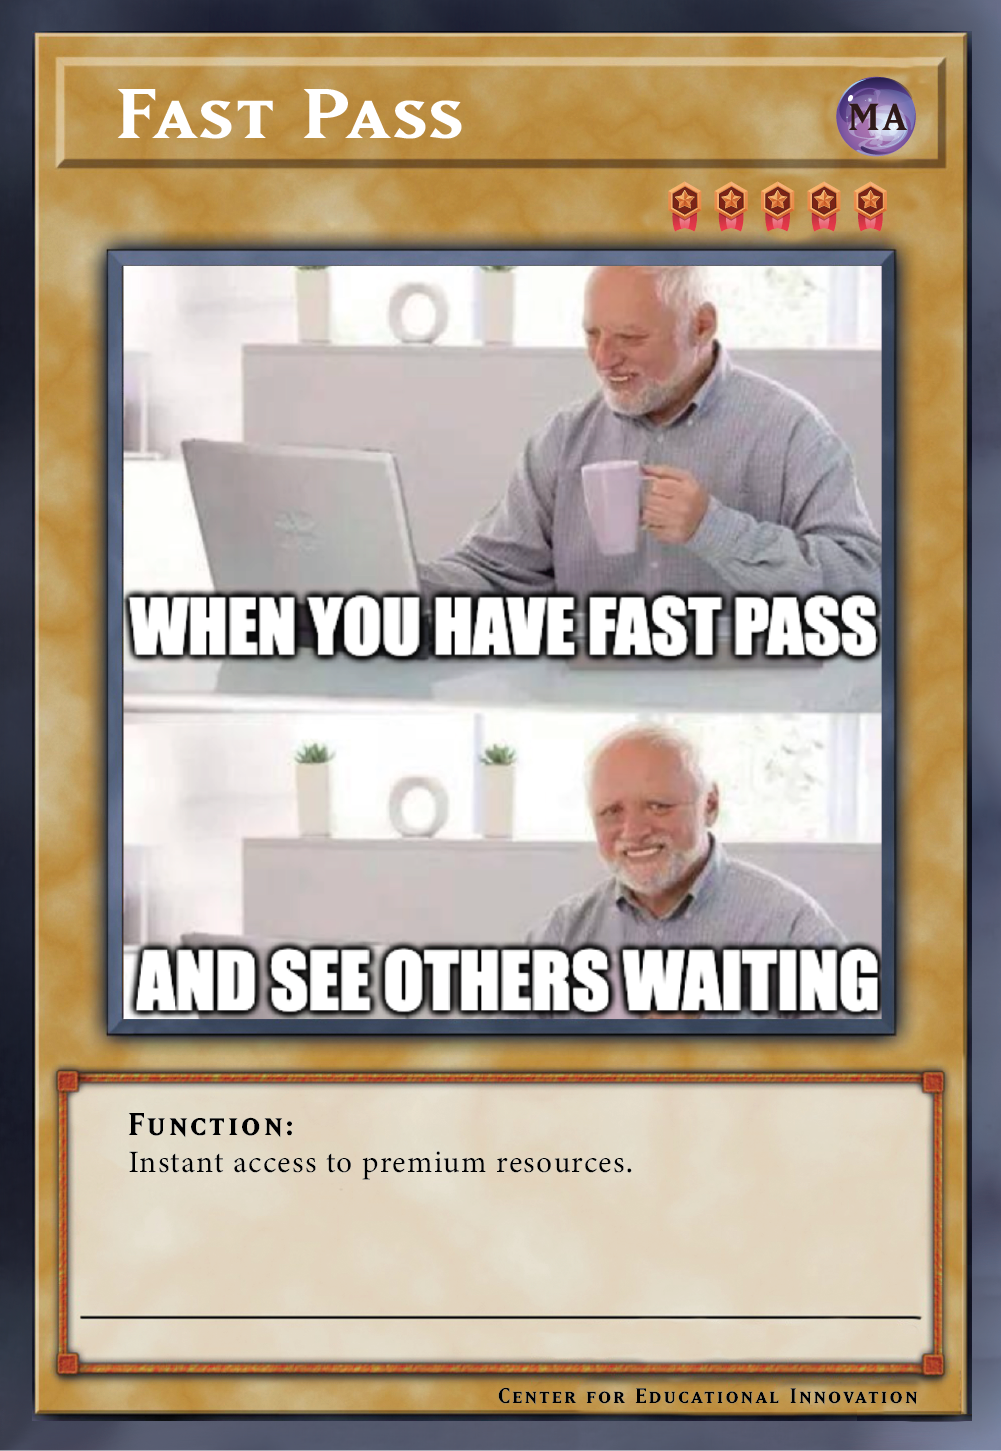 Fast Pass
MA
WHEN YOU HAVE FAST PASS
AND SEE OTHERS WAITING
Function:
Instant access to premium resources.
Center for Educational Innovation